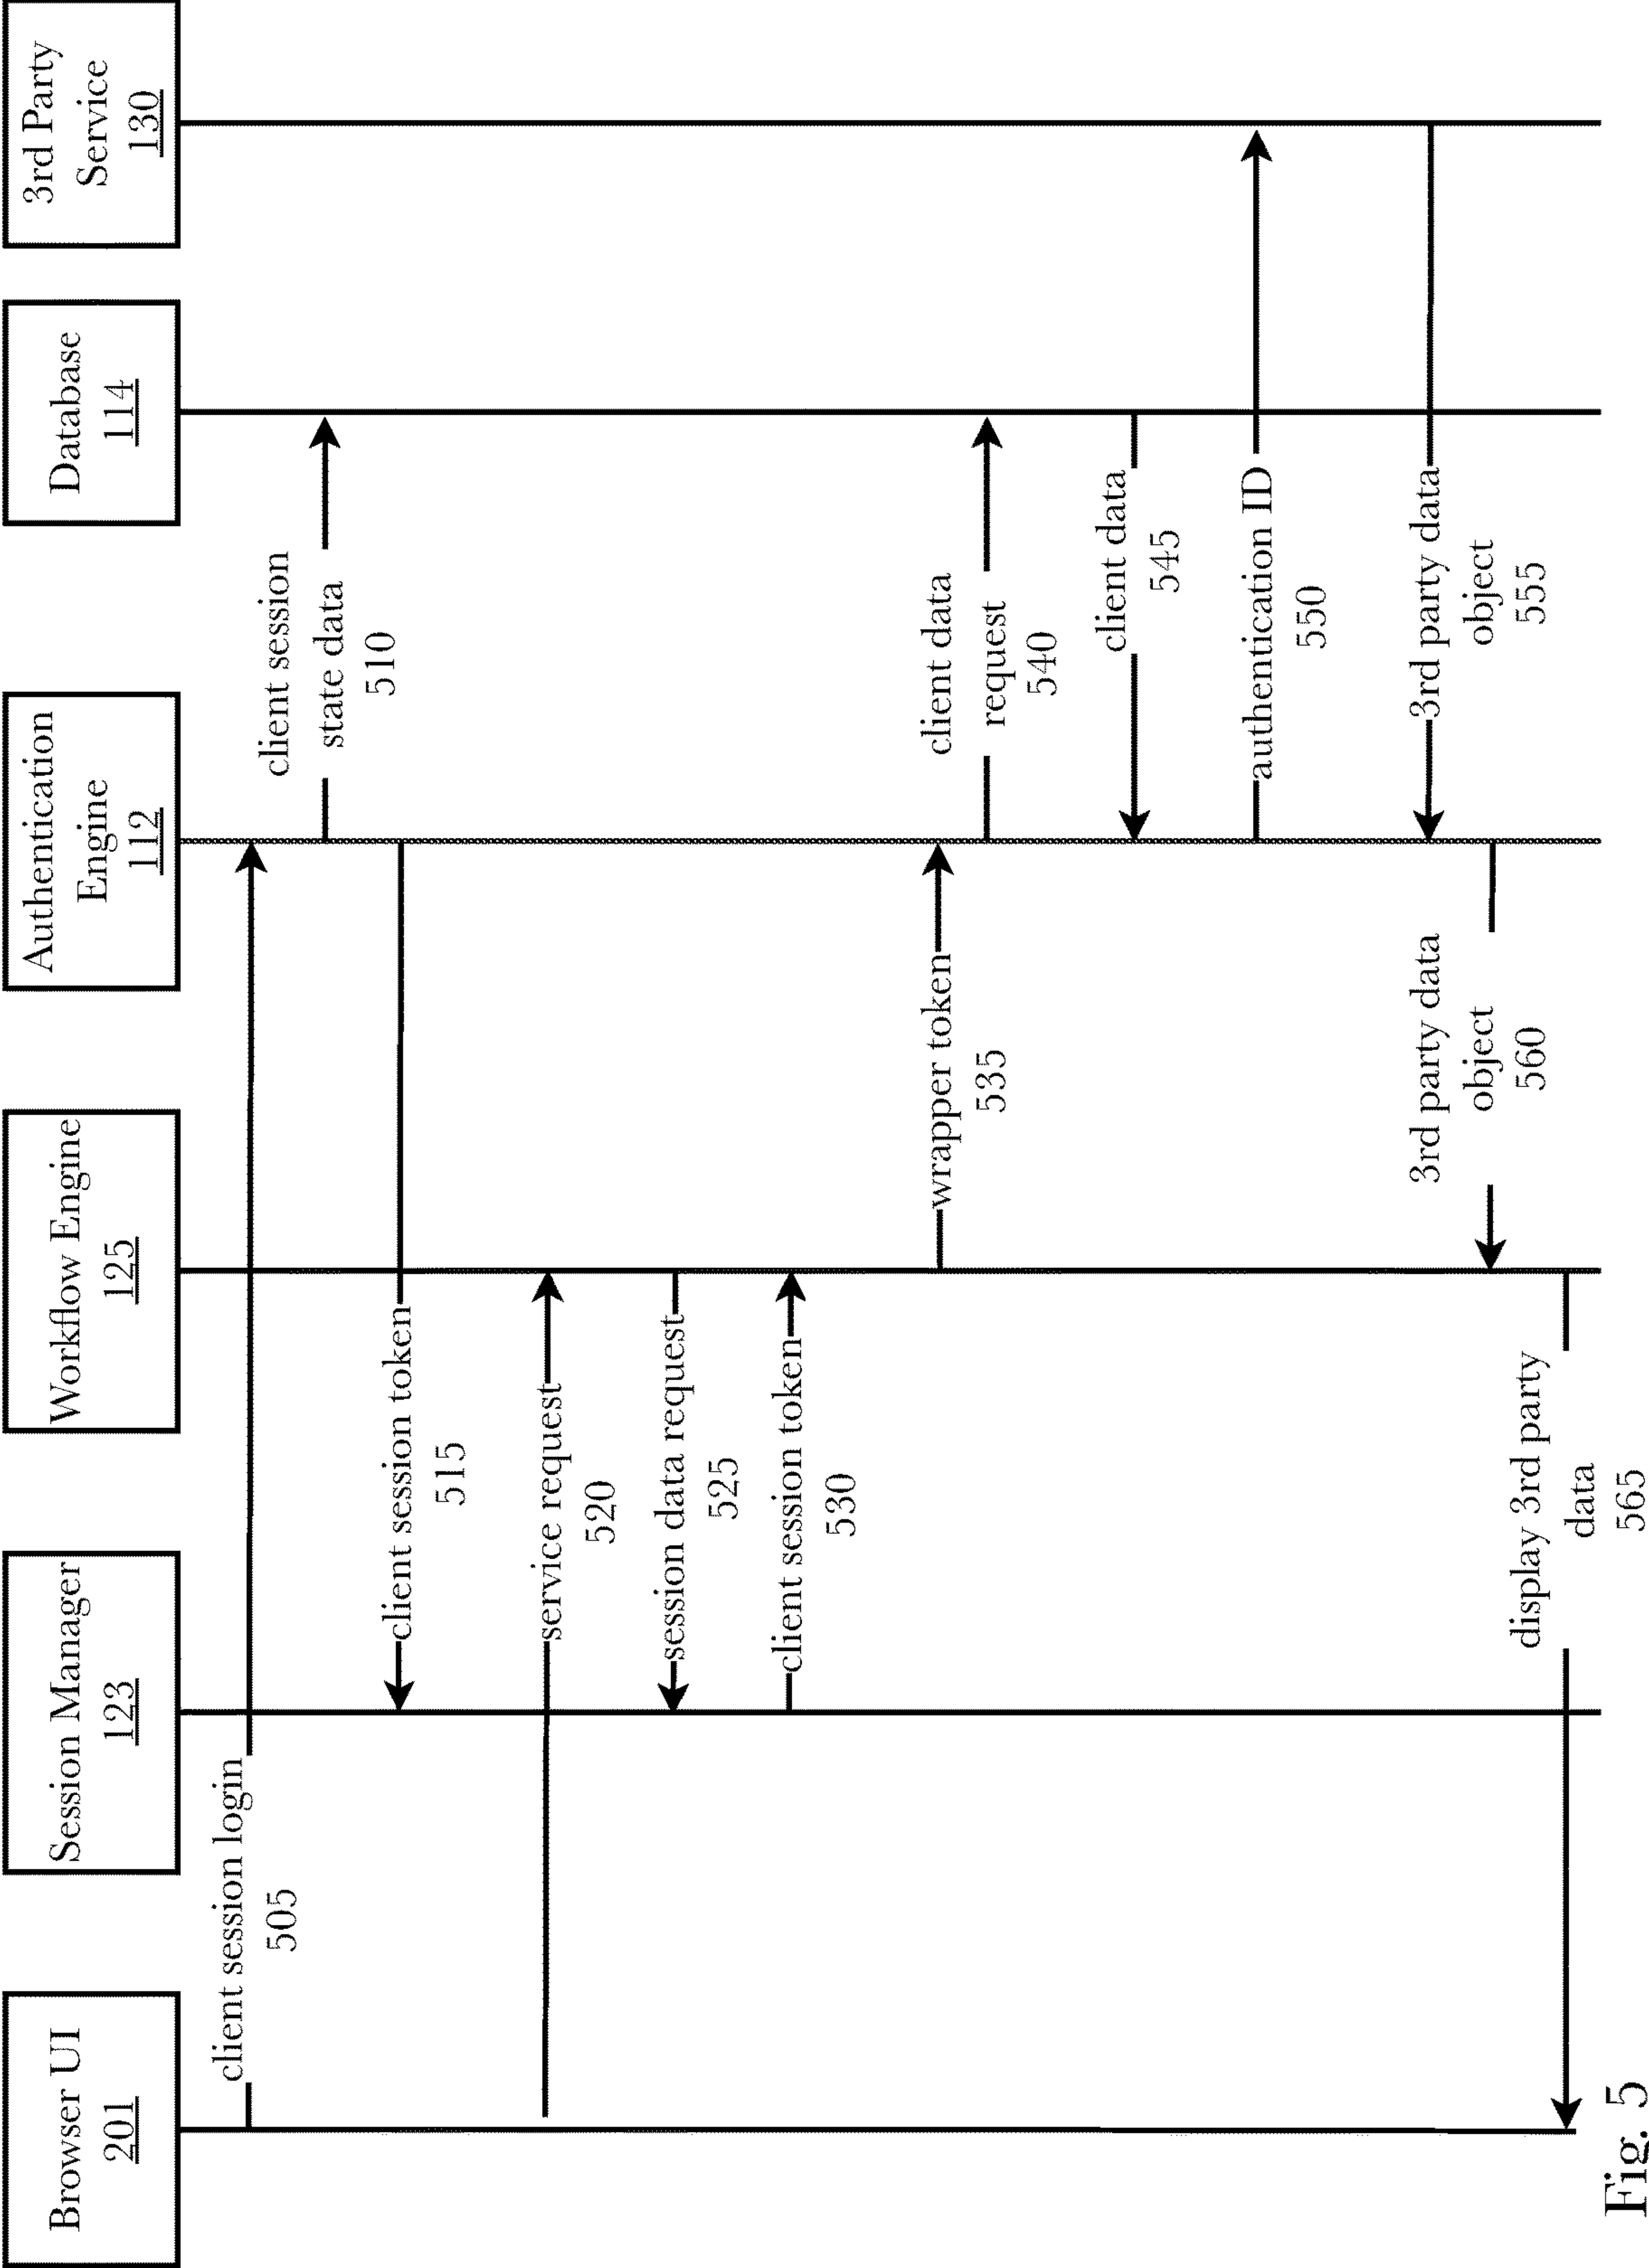 Browser UI
201
Session Manager
123
Workflow Engine
125
Authentication
Engine
112
Database
114
3rd Party
Service
130
client session login
505
client session
state data
510
client session token
515
service request
520
session data request
525
client session token
530
wrapper token
535
client data
request
540
client data
545
authentication ID
550
3rd party data
object
555
3rd party data
object
560
display 3rd party
data
565
Fig. 5